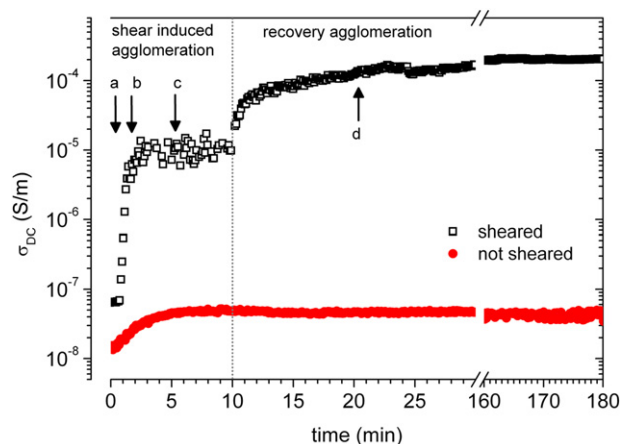 shear induced
agglomeration
recovery agglomeration
a b c
d
10⁻⁴
10⁻⁵
10⁻⁶
10⁻⁷
10⁻⁸
σDC (S/m)
sheared
not sheared
0 5 10 15 20 25 160 170 180
time (min)